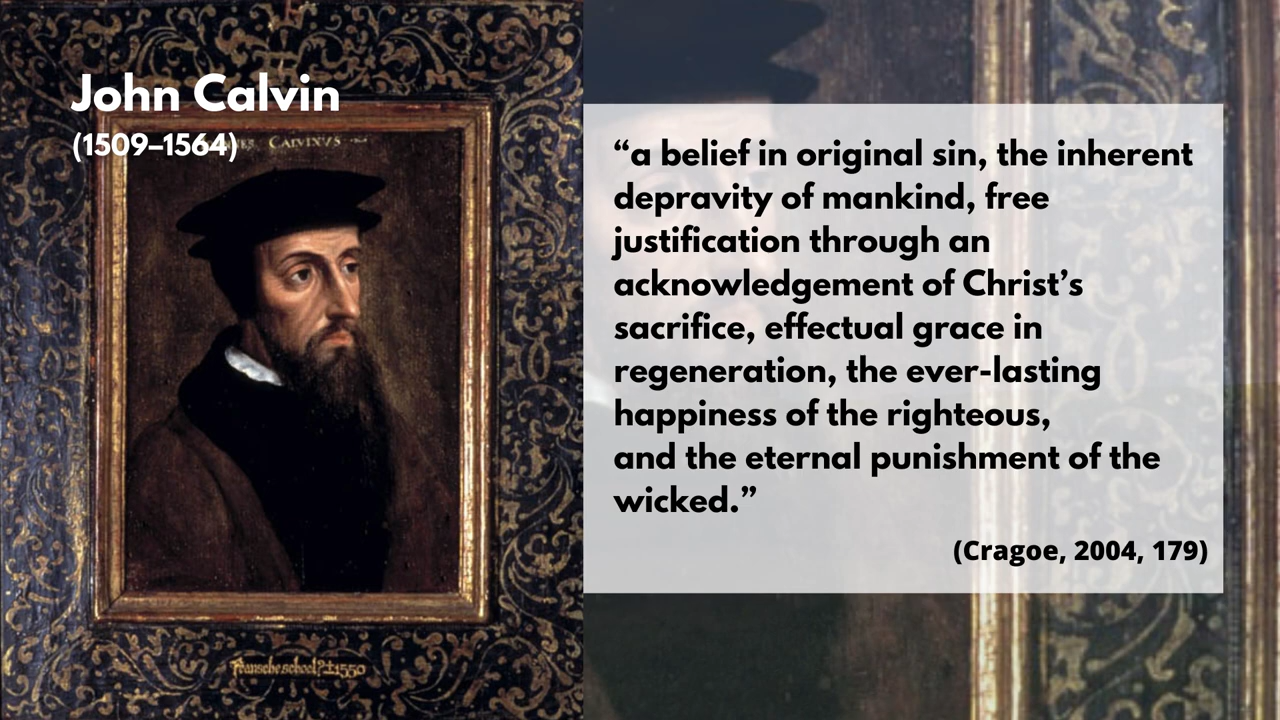 John Calvin
(1509–1564)
CALVINVS
“a belief in original sin, the inherent
depravity of mankind, free
justification through an
acknowledgement of Christ’s
sacrifice, effectual grace in
regeneration, the ever-lasting
happiness of the righteous,
and the eternal punishment of the
wicked.”
(Cragoe, 2004, 179)
1550